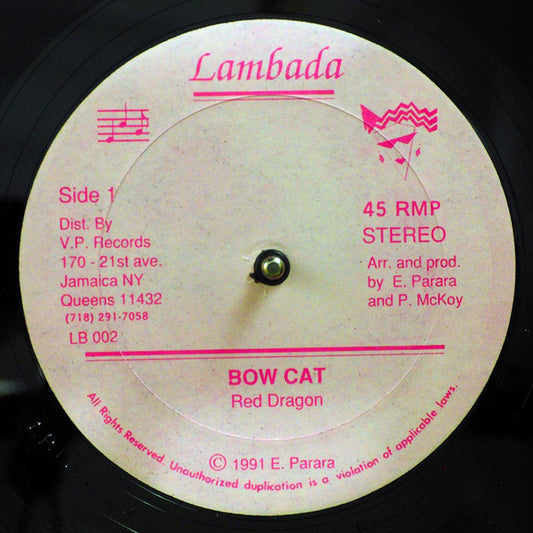 Lambada
Side 1
Dist. By
V.P. Records
170 - 21st ave.
Jamaica NY
Queens 11432
(718) 291-7058
LB 002
45 RMP
STEREO
Arr. and prod.
by E. Parara
and P. McKoy
BOW CAT
Red Dragon
© 1991 E. Parara
All Rights Reserved. Unauthorized duplication is a violation of applicable laws.